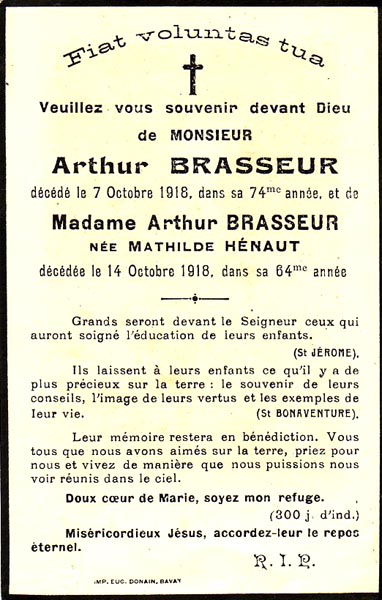 Fiat voluntas tua
Veuillez vous souvenir devant Dieu
de MONSIEUR
Arthur BRASSEUR
décédé le 7 Octobre 1918, dans sa 74me année, et de
Madame Arthur BRASSEUR
NÉE MATHILDE HÉNAUT
décédée le 14 Octobre 1918, dans sa 64me année
Grands seront devant le Seigneur ceux qui
auront soigné l'éducation de leurs enfants.
(St JÉROME).
Ils laissent à leurs enfants ce qu'il y a de
plus précieux sur la terre : le souvenir de leurs
conseils, l'image de leurs vertus et les exemples de
leur vie. (St BONAVENTURE).
Leur mémoire restera en bénédiction. Vous
tous que nous avons aimés sur la terre, priez pour
nous et vivez de manière que nous puissions nous
voir réunis dans le ciel.
Doux cœur de Marie, soyez mon refuge.
(300 j. d'ind.)
Miséricordieux Jésus, accordez-leur le repos
éternel.
R. I. P.
IMP. EUG. DONAIN, BAVAY